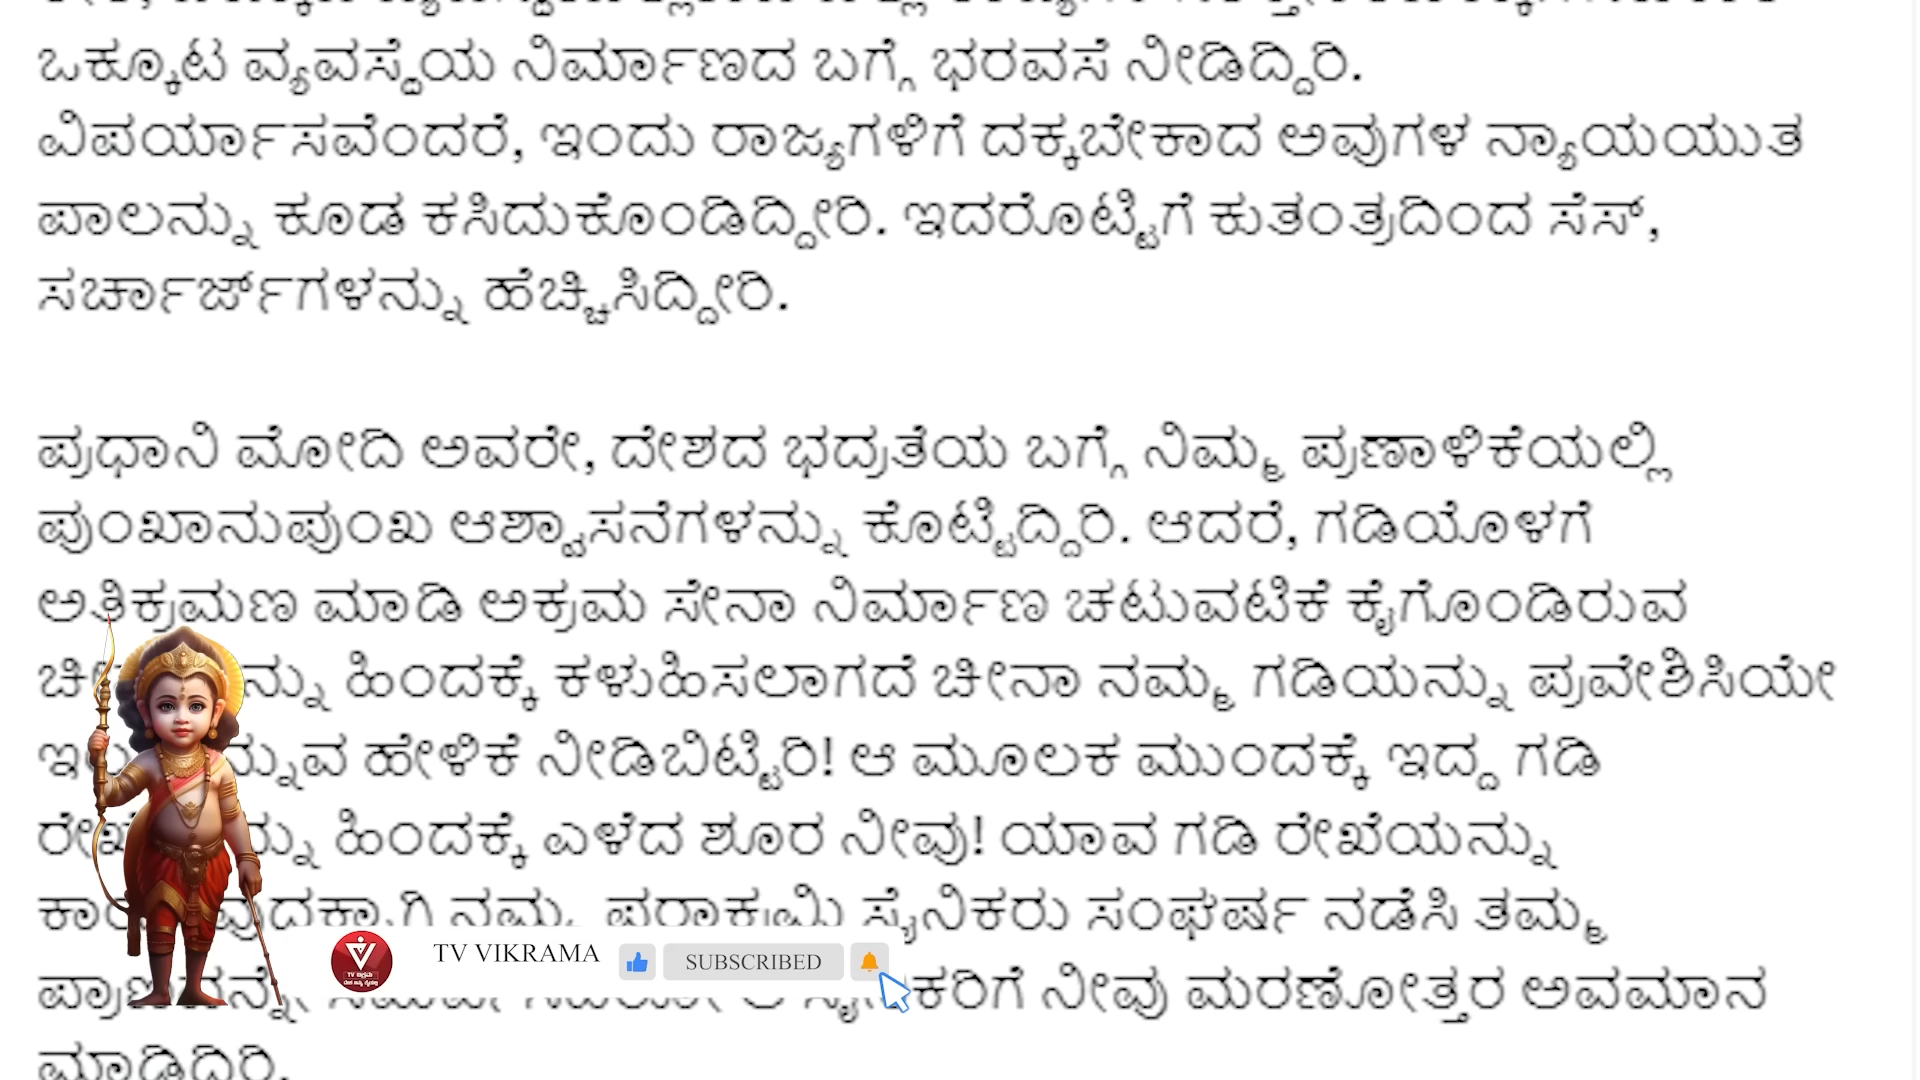 ಒಕ್ಕೂಟ ವ್ಯವಸ್ಥೆಯ ನಿರ್ಮಾಣದ ಬಗ್ಗೆ ಭರವಸೆ ನೀಡಿದ್ದಿರಿ.
ವಿಪರ್ಯಾಸವೆಂದರೆ, ಇಂದು ರಾಜ್ಯಗಳಿಗೆ ದಕ್ಕಬೇಕಾದ ಅವುಗಳ ನ್ಯಾಯಯುತ
ಪಾಲನ್ನು ಕೂಡ ಕಸಿದುಕೊಂಡಿದ್ದೀರಿ. ಇದರೊಟ್ಟಿಗೆ ಕುತಂತ್ರದಿಂದ ಸೆಸ್,
ಸರ್ಚಾರ್ಜ್‌ಗಳನ್ನು ಹೆಚ್ಚಿಸಿದ್ದೀರಿ.
ಪ್ರಧಾನಿ ಮೋದಿ ಅವರೇ, ದೇಶದ ಭದ್ರತೆಯ ಬಗ್ಗೆ ನಿಮ್ಮ ಪ್ರಣಾಳಿಕೆಯಲ್ಲಿ
ಪುಂಖಾನುಪುಂಖ ಆಶ್ವಾಸನೆಗಳನ್ನು ಕೊಟ್ಟಿದ್ದಿರಿ. ಆದರೆ, ಗಡಿಯೊಳಗೆ
ಅತಿಕ್ರಮಣ ಮಾಡಿ ಅಕ್ರಮ ಸೇನಾ ನಿರ್ಮಾಣ ಚಟುವಟಿಕೆ ಕೈಗೊಂಡಿರುವ
ಹಿಂದಕ್ಕೆ ಕಳುಹಿಸಲಾಗದೆ ಚೀನಾ ನಮ್ಮ ಗಡಿಯನ್ನು ಪ್ರವೇಶಿಸಿಯೇ
ಹೇಳಿಕೆ ನೀಡಿಬಿಟ್ಟಿರಿ! ಆ ಮೂಲಕ ಮುಂದಕ್ಕೆ ಇದ್ದ ಗಡಿ
ಹಿಂದಕ್ಕೆ ಎಳೆದ ಶೂರ ನೀವು! ಯಾವ ಗಡಿ ರೇಖೆಯನ್ನು
ನಮ್ಮ ಪರಾಕ್ರಮಿ ಸೈನಿಕರು ಸಂಘರ್ಷ ನಡೆಸಿ ತಮ್ಮ
ನೀವು ಮರಣೋತ್ತರ ಅವಮಾನ
ಮಾಡಿದಿರಿ.
TV VIKRAMA
SUBSCRIBED